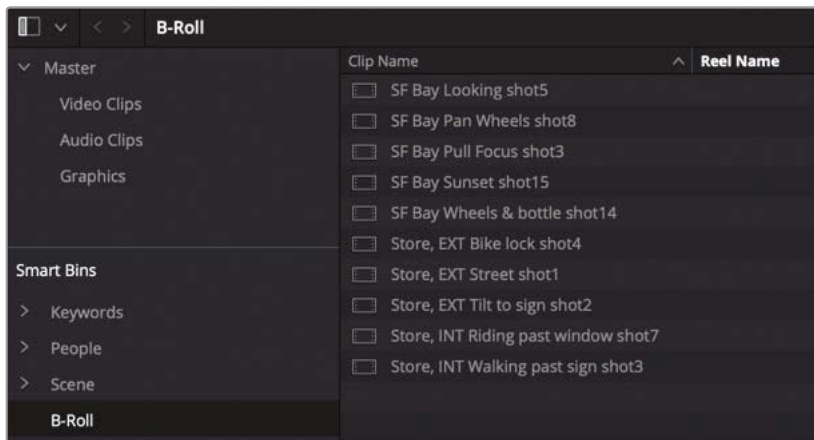 B-Roll
Master
Video Clips
Audio Clips
Graphics
Smart Bins
Keywords
People
Scene
B-Roll
Clip Name
Reel Name
SF Bay Looking shot5
SF Bay Pan Wheels shot8
SF Bay Pull Focus shot3
SF Bay Sunset shot15
SF Bay Wheels & bottle shot14
Store, EXT Bike lock shot4
Store, EXT Street shot1
Store, EXT Tilt to sign shot2
Store, INT Riding past window shot7
Store, INT Walking past sign shot3